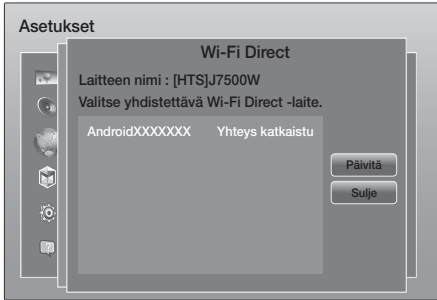 Asetukset
Wi-Fi Direct
Laitteen nimi : [HTS]J7500W
Valitse yhdistettävä Wi-Fi Direct -laite.
AndroidXXXXXXX Yhteys katkaistu
Päivitä
Sulje
?